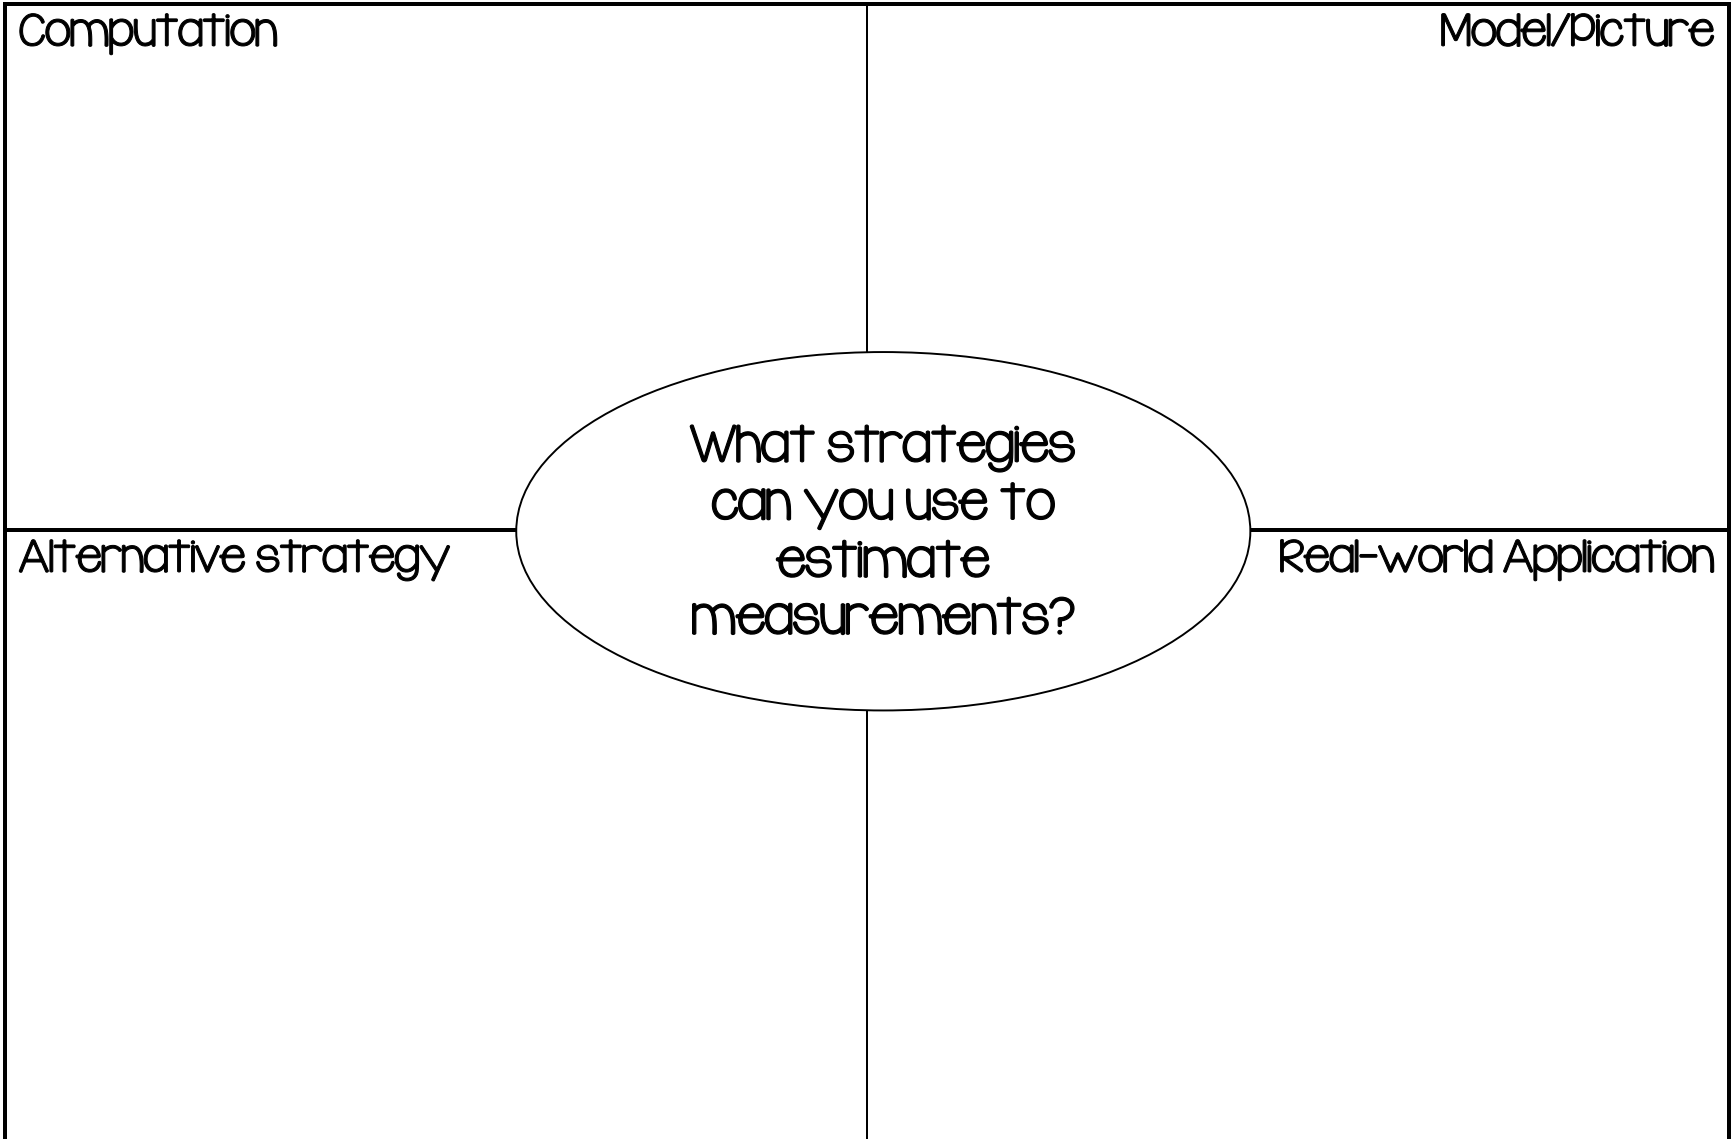 Computation
Model/Picture
What strategies
can you use to
estimate
measurements?
Alternative strategy
Real-world Application